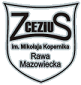 ZCEZIUS
im. Mikołaja Kopernika
Rawa
Mazowiecka